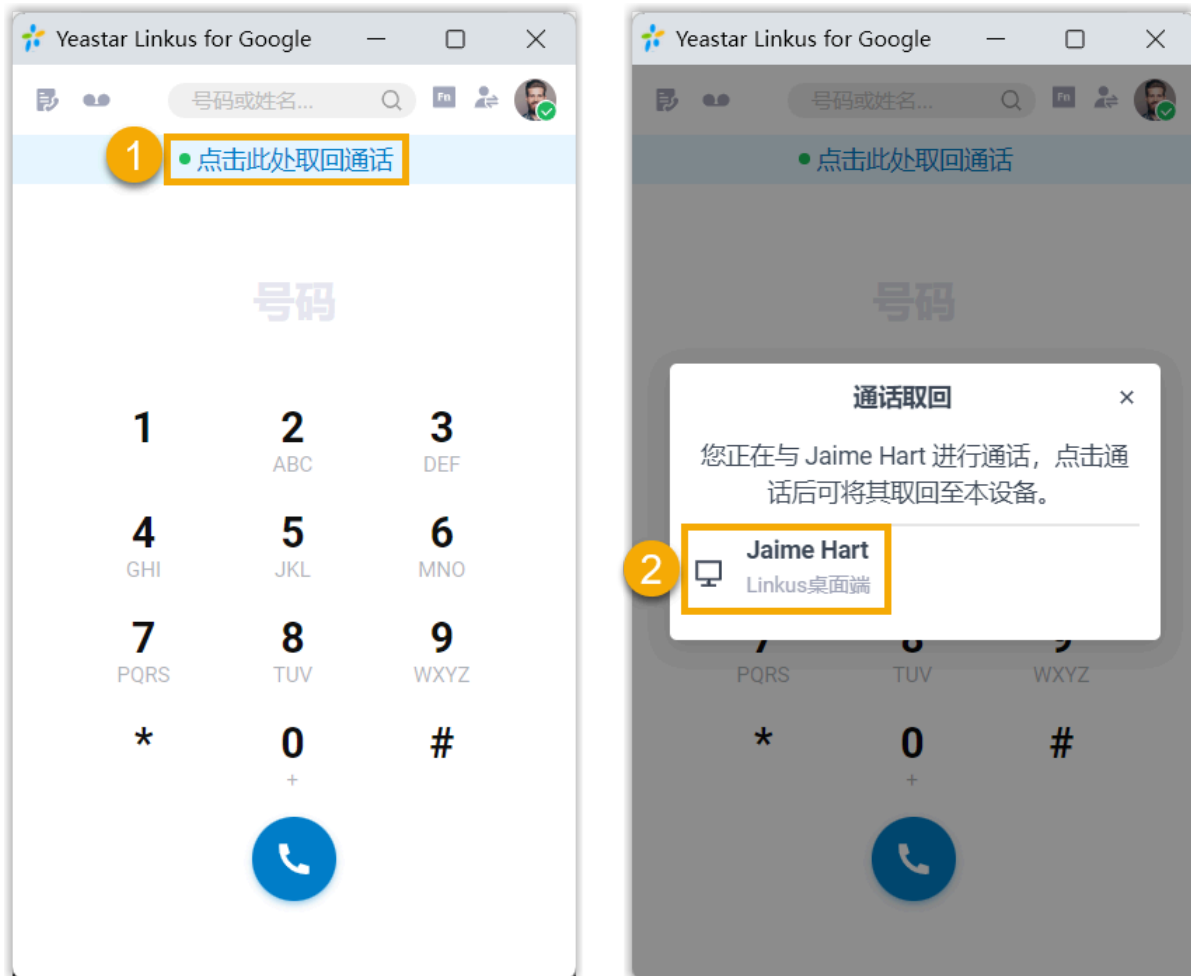 Yeastar Linkus for Google
号码或姓名...
Fn
1
点击此处取回通话
号码
1 2 3
ABC DEF
4 5 6
GHI JKL MNO
7 8 9
PQRS TUV WXYZ
* 0 #
+
Yeastar Linkus for Google
号码或姓名...
Fn
点击此处取回通话
号码
通话取回
×
您正在与 Jaime Hart 进行通话，点击通
话后可将其取回至本设备。
2
Jaime Hart
Linkus桌面端
7 8 9
PQRS TUV WXYZ
* 0 #
+